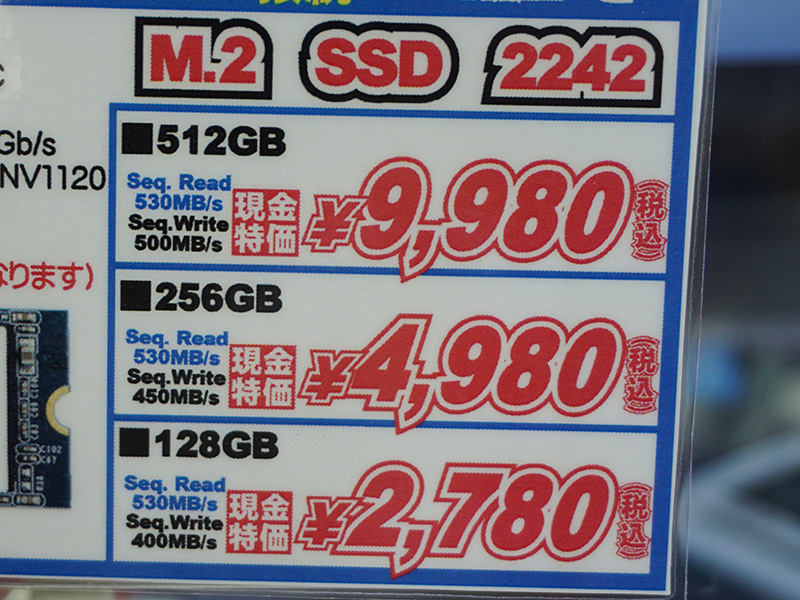 M.2 SSD 2242
Gb/s
NV1120
なります)
■512GB
Seq. Read
530MB/s
Seq.Write
500MB/s
現金
特価
¥9,980
(税込)
■256GB
Seq. Read
530MB/s
Seq.Write
450MB/s
現金
特価
¥4,980
(税込)
■128GB
Seq. Read
530MB/s
Seq.Write
400MB/s
現金
特価
¥2,780
(税込)